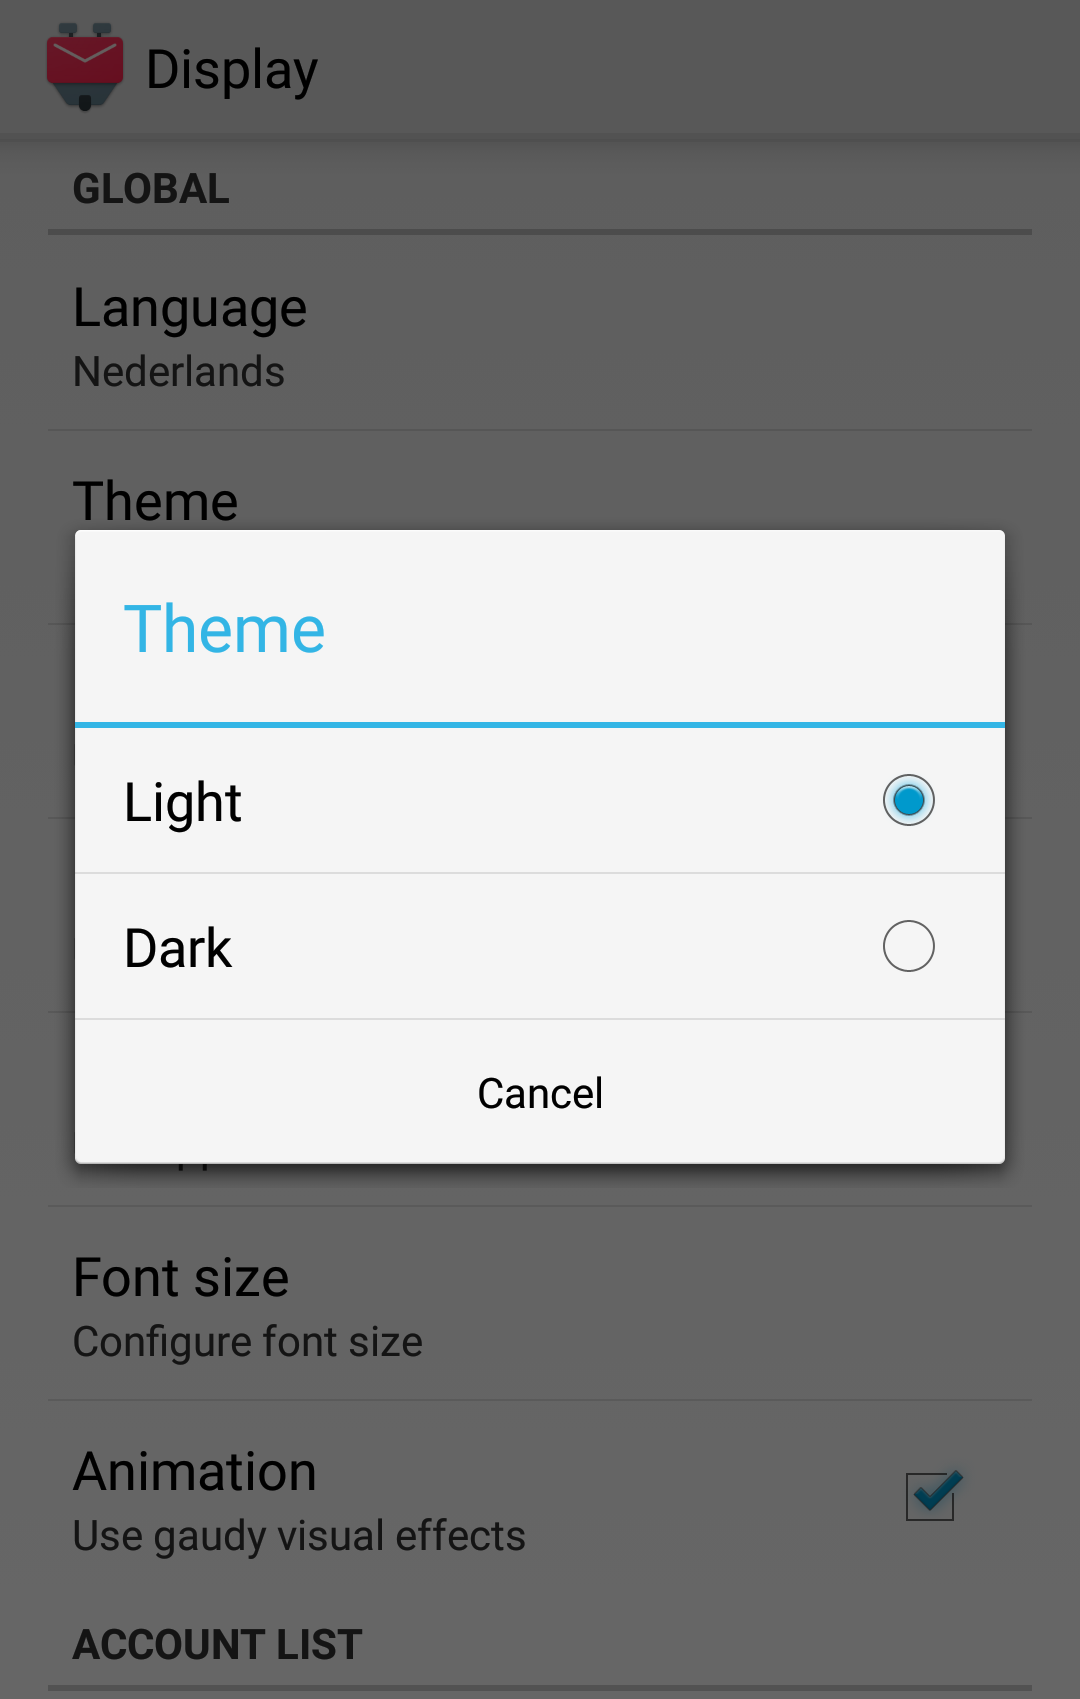 Display
GLOBAL
Language
Nederlands
Theme
Theme
Light
Dark
Cancel
Font size
Configure font size
Animation
Use gaudy visual effects
ACCOUNT LIST